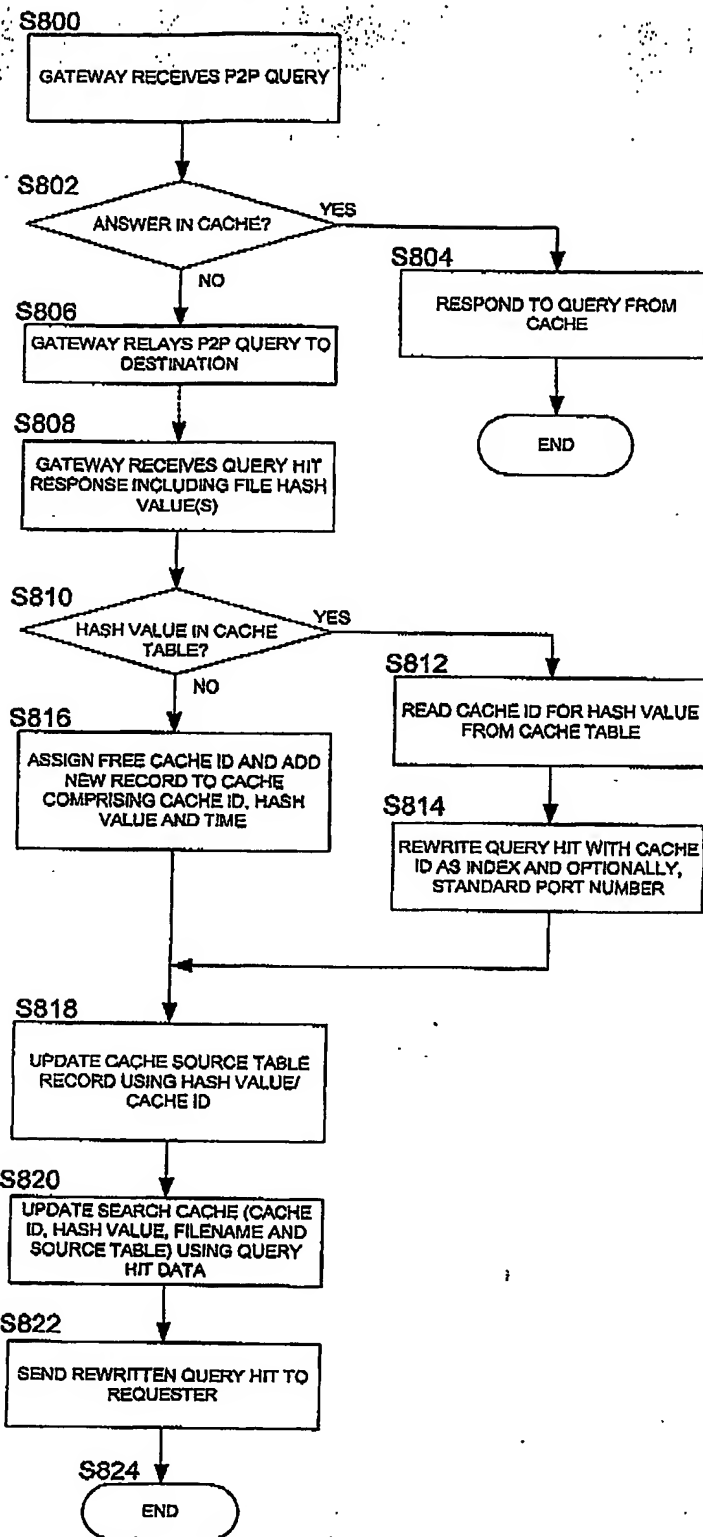 S800
GATEWAY RECEIVES P2P QUERY
S802
ANSWER IN CACHE?
YES
NO
S804
RESPOND TO QUERY FROM
CACHE
END
S806
GATEWAY RELAYS P2P QUERY TO
DESTINATION
S808
GATEWAY RECEIVES QUERY HIT
RESPONSE INCLUDING FILE HASH
VALUE(S)
S810
HASH VALUE IN CACHE
TABLE?
YES
NO
S812
READ CACHE ID FOR HASH VALUE
FROM CACHE TABLE
S814
REWRITE QUERY HIT WITH CACHE
ID AS INDEX AND OPTIONALLY,
STANDARD PORT NUMBER
S816
ASSIGN FREE CACHE ID AND ADD
NEW RECORD TO CACHE
COMPRISING CACHE ID, HASH
VALUE AND TIME
S818
UPDATE CACHE SOURCE TABLE
RECORD USING HASH VALUE/
CACHE ID
S820
UPDATE SEARCH CACHE (CACHE
ID, HASH VALUE, FILENAME AND
SOURCE TABLE) USING QUERY
HIT DATA
S822
SEND REWRITTEN QUERY HIT TO
REQUESTER
S824
END